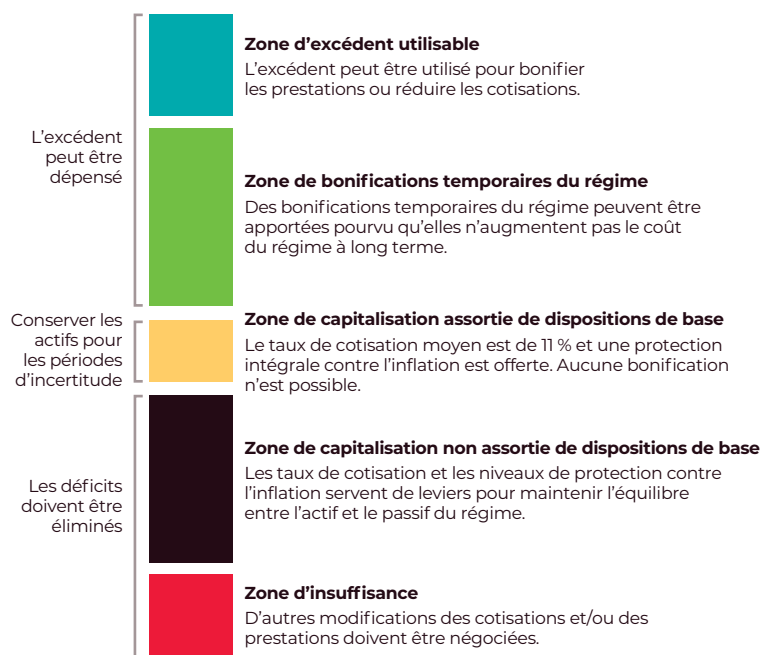 L’excédent
peut être
dépensé
Zone d’excédent utilisable
L’excédent peut être utilisé pour bonifier
les prestations ou réduire les cotisations.
Zone de bonifications temporaires du régime
Des bonifications temporaires du régime peuvent être
apportées pourvu qu’elles n’augmentent pas le coût
du régime à long terme.
Conserver les
actifs pour
les périodes
d’incertitude
Zone de capitalisation assortie de dispositions de base
Le taux de cotisation moyen est de 11 % et une protection
intégrale contre l’inflation est offerte. Aucune bonification
n’est possible.
Les déficits
doivent être
éliminés
Zone de capitalisation non assortie de dispositions de base
Les taux de cotisation et les niveaux de protection contre
l’inflation servent de leviers pour maintenir l’équilibre
entre l’actif et le passif du régime.
Zone d’insuffisance
D’autres modifications des cotisations et/ou des
prestations doivent être négociées.